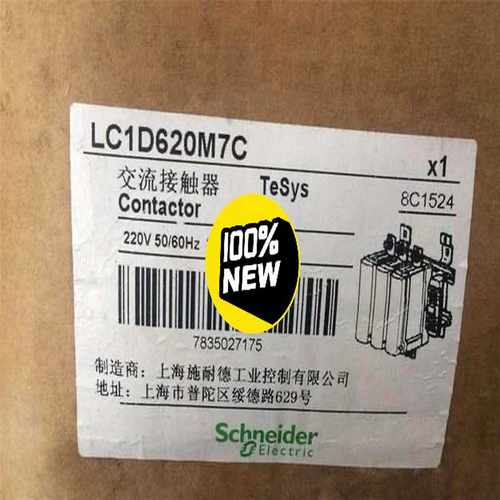 LC1D620M7C
x1
交流接触器 TeSys
8C1524
Contactor
220V 50/60Hz
100%
NEW
7835027175
制造商：上海施耐德工业控制有限公司
地址：上海市普陀区绥德路629号
Schneider
Electric